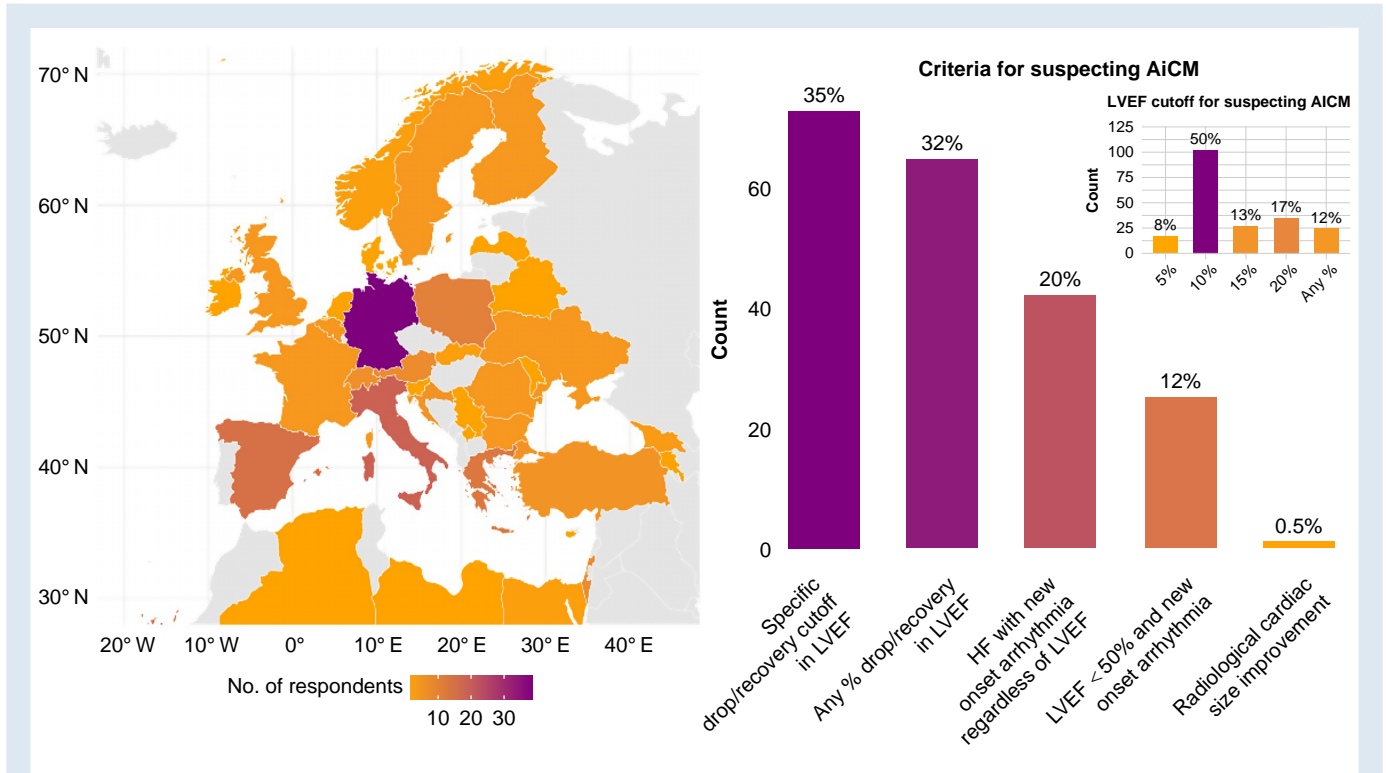 70° N
60° N
50° N
40° N
30° N
20° W
10° W
0°
10° E
20° E
30° E
40° E
No. of respondents
10 20 30
Criteria for suspecting AiCM
Count
60
40
20
0
35%
32%
20%
12%
0.5%
Specific
drop/recovery cutoff
in LVEF
Any % drop/recovery
in LVEF
HF with new
onset arrhythmia
regardless of LVEF
LVEF <50% and new
onset arrhythmia
Radiological cardiac
size improvement
LVEF cutoff for suspecting AICM
Count
125
100
75
50
25
0
8%
50%
13%
17%
12%
5%
10%
15%
20%
Any %